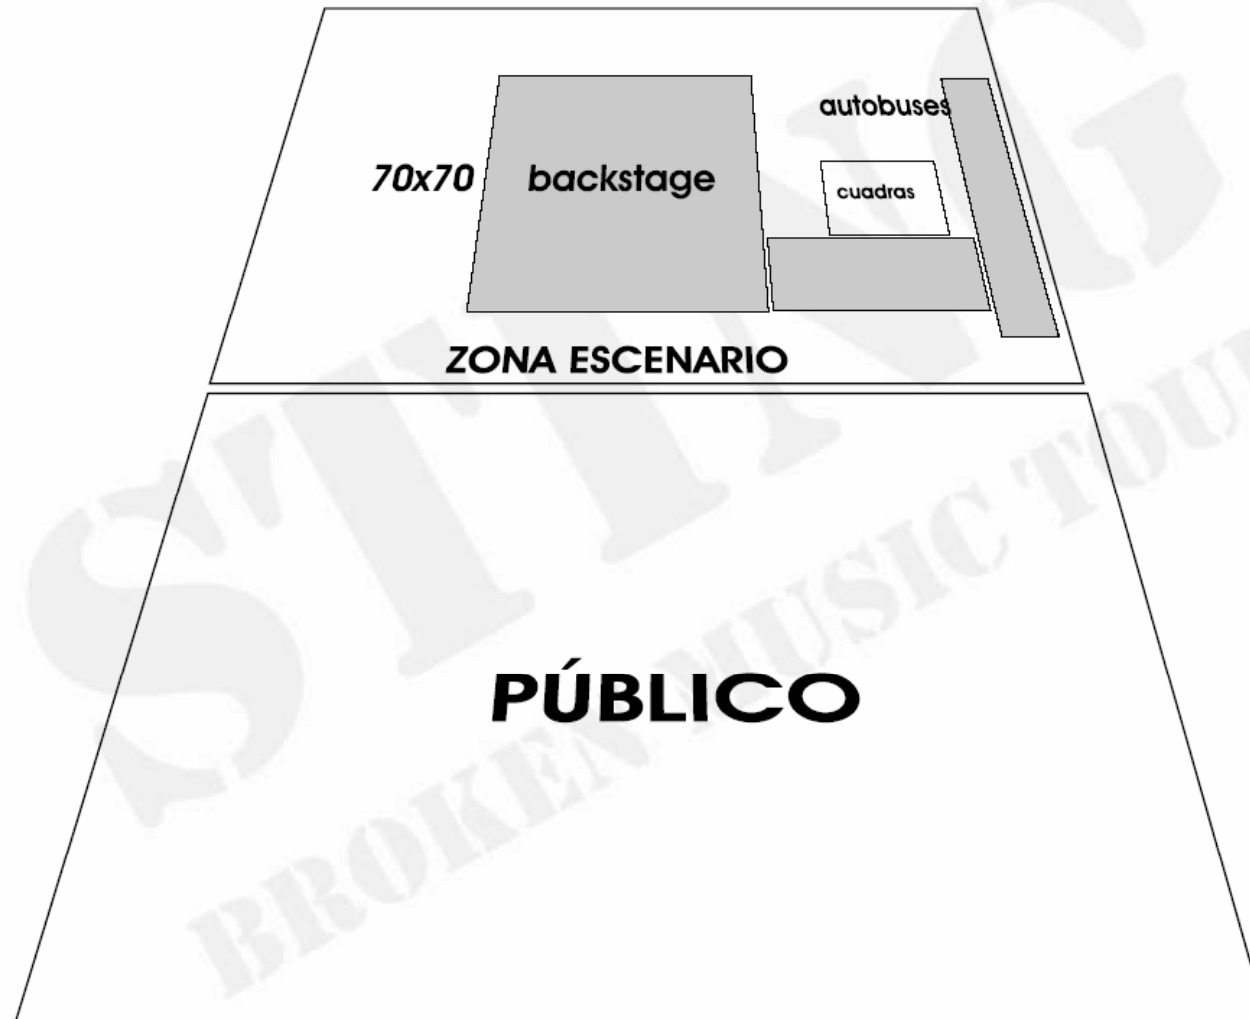 autobuses
70x70
backstage
cuadras
ZONA ESCENARIO
PÚBLICO
STING
BROKEN MUSIC TOUR